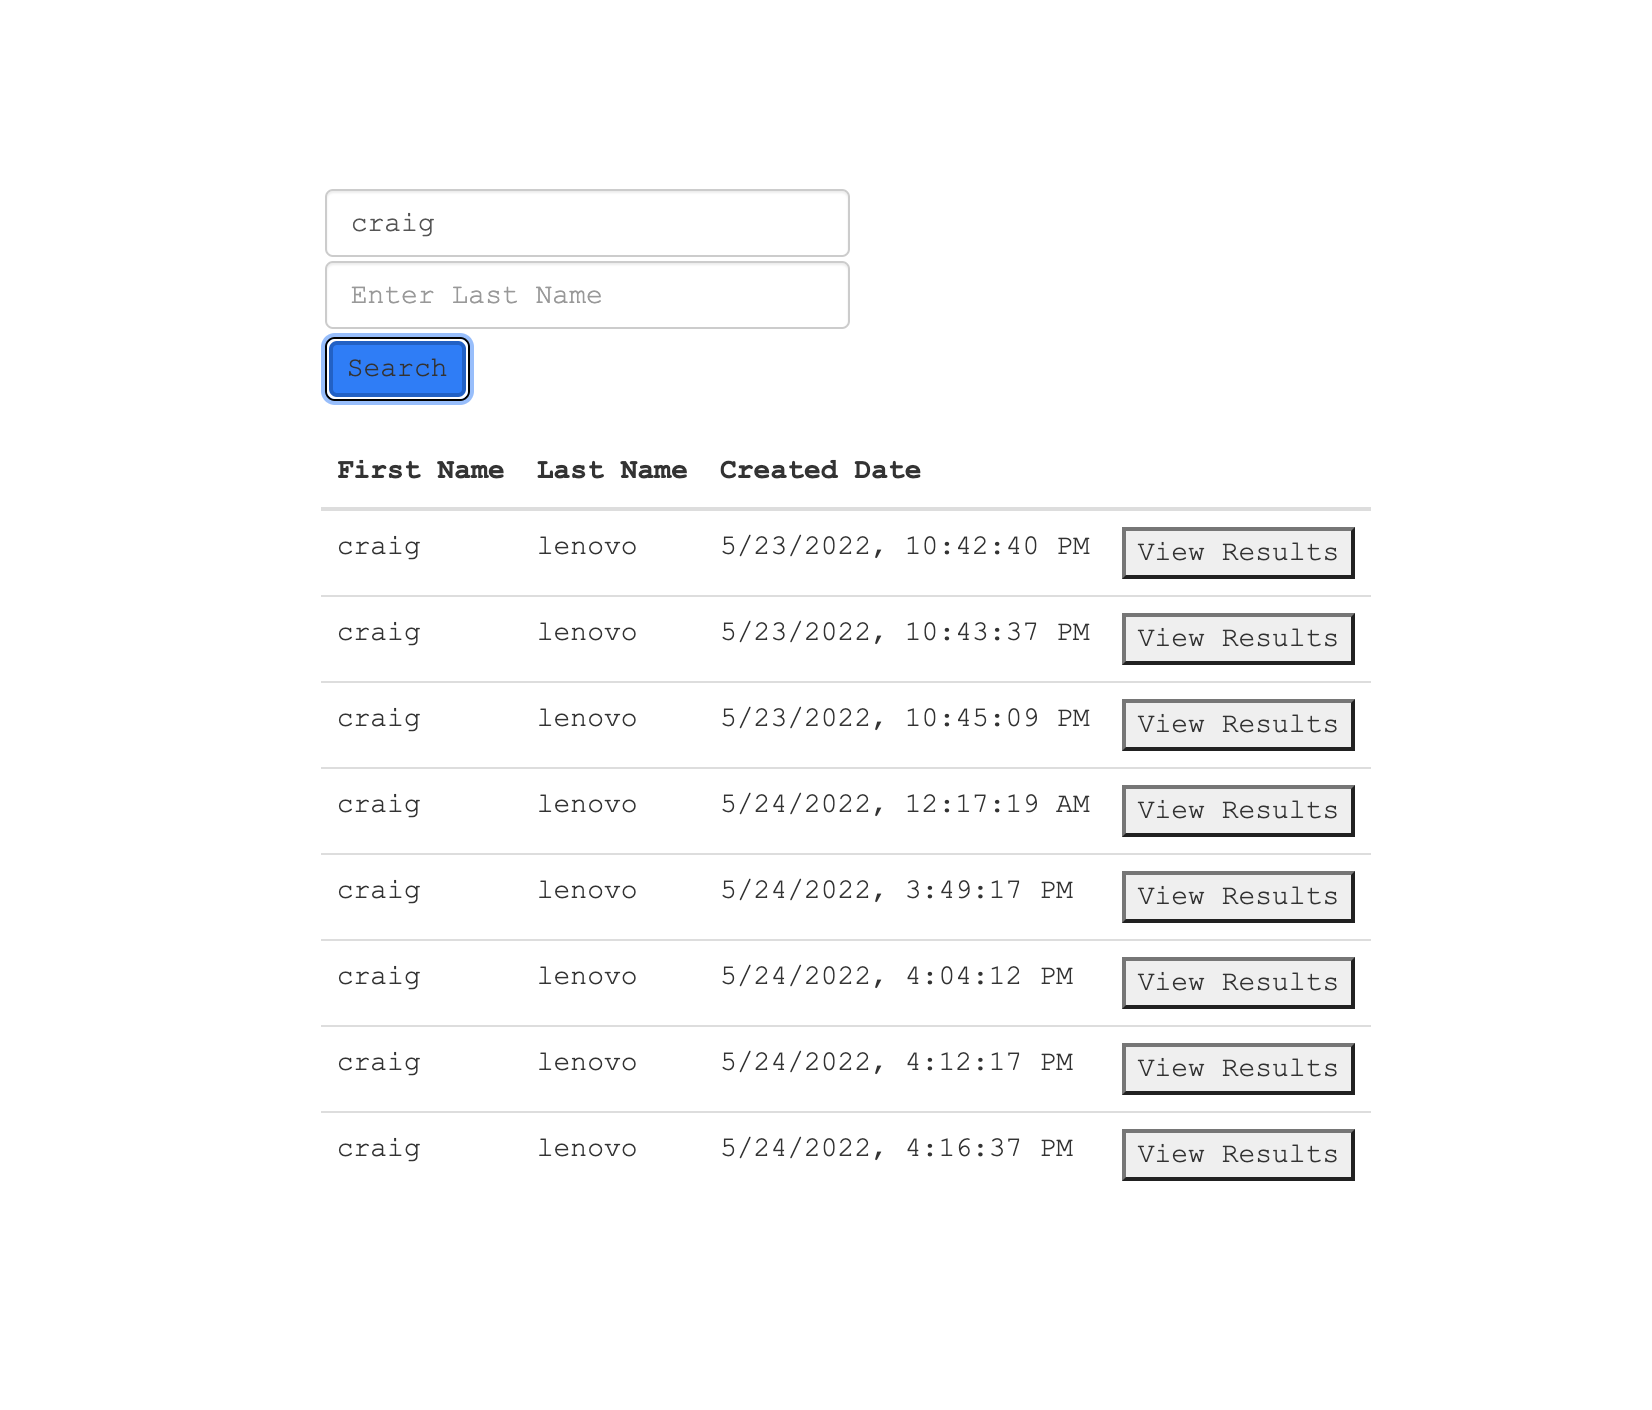 craig
Enter Last Name
Search
First Name Last Name Created Date
craig lenovo 5/23/2022, 10:42:40 PM View Results
craig lenovo 5/23/2022, 10:43:37 PM View Results
craig lenovo 5/23/2022, 10:45:09 PM View Results
craig lenovo 5/24/2022, 12:17:19 AM View Results
craig lenovo 5/24/2022, 3:49:17 PM View Results
craig lenovo 5/24/2022, 4:04:12 PM View Results
craig lenovo 5/24/2022, 4:12:17 PM View Results
craig lenovo 5/24/2022, 4:16:37 PM View Results